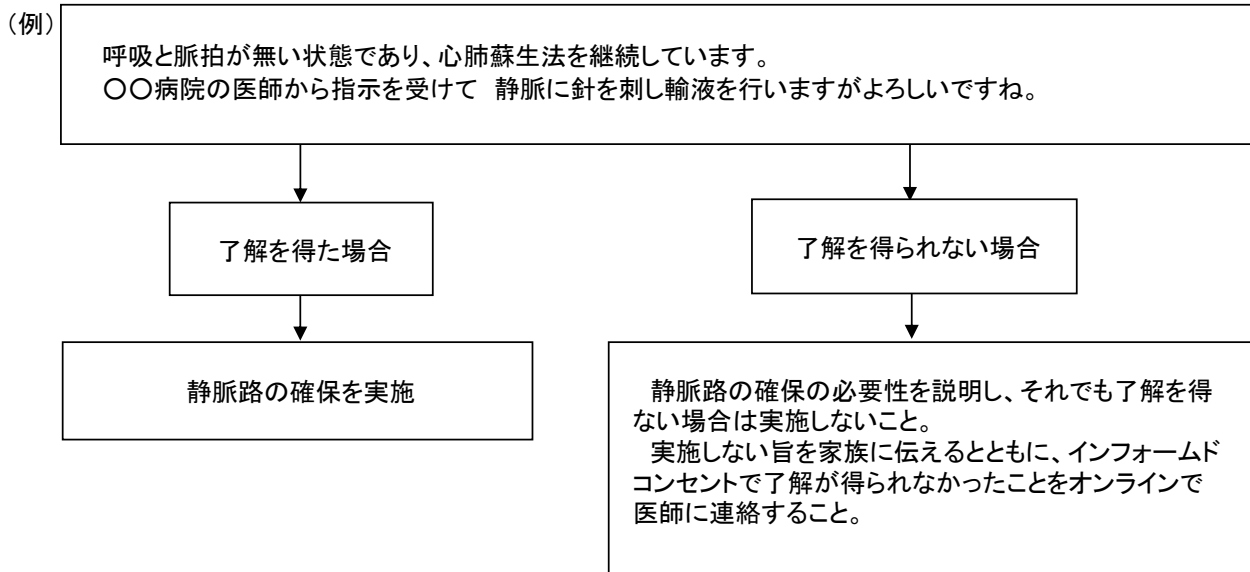 (例)
呼吸と脈拍が無い状態であり、心肺蘇生法を継続しています。
〇〇病院の医師から指示を受けて 静脈に針を刺し輸液を行いますがよろしいですね。
了解を得た場合
了解を得られない場合
静脈路の確保を実施
静脈路の確保の必要性を説明し、それでも了解を得
ない場合は実施しないこと。
実施しない旨を家族に伝えるとともに、インフォームド
コンセントで了解が得られなかったことをオンラインで
医師に連絡すること。